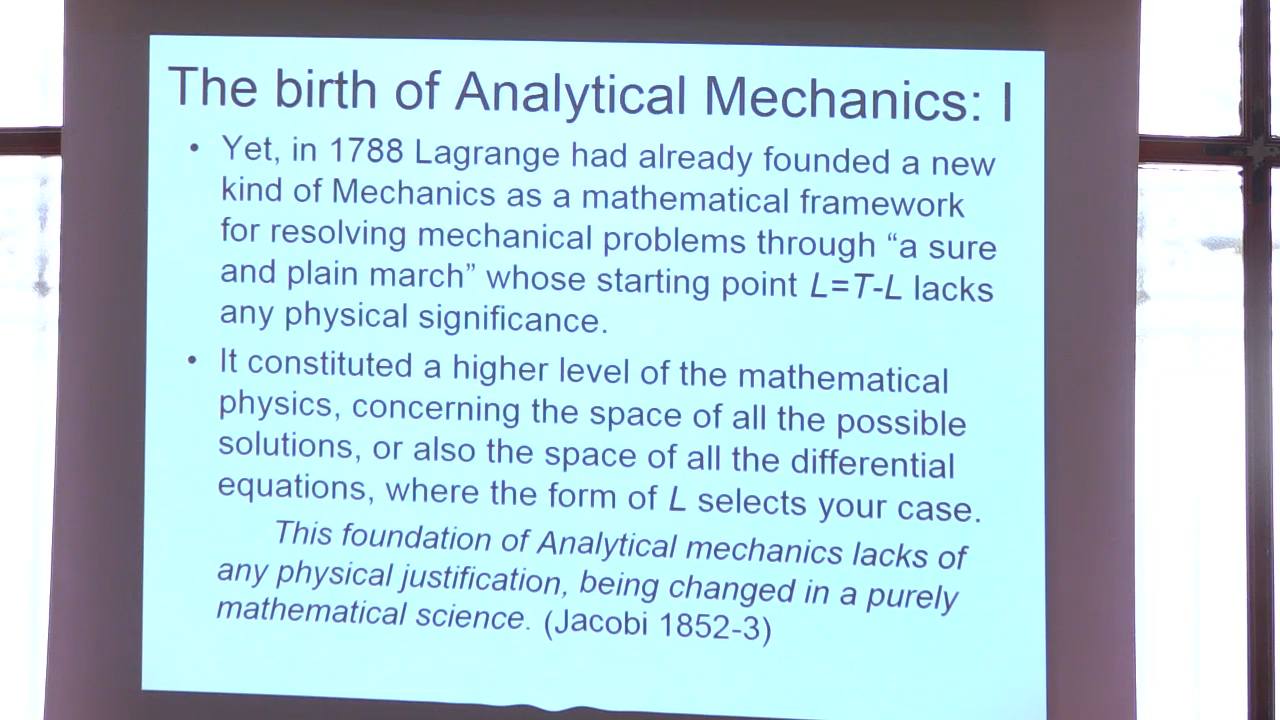 The birth of Analytical Mechanics: I
• Yet, in 1788 Lagrange had already founded a new
kind of Mechanics as a mathematical framework
for resolving mechanical problems through “a sure
and plain march” whose starting point L=T-L lacks
any physical significance.
• It constituted a higher level of the mathematical
physics, concerning the space of all the possible
solutions, or also the space of all the differential
equations, where the form of L selects your case.
This foundation of Analytical mechanics lacks of
any physical justification, being changed in a purely
mathematical science. (Jacobi 1852-3)